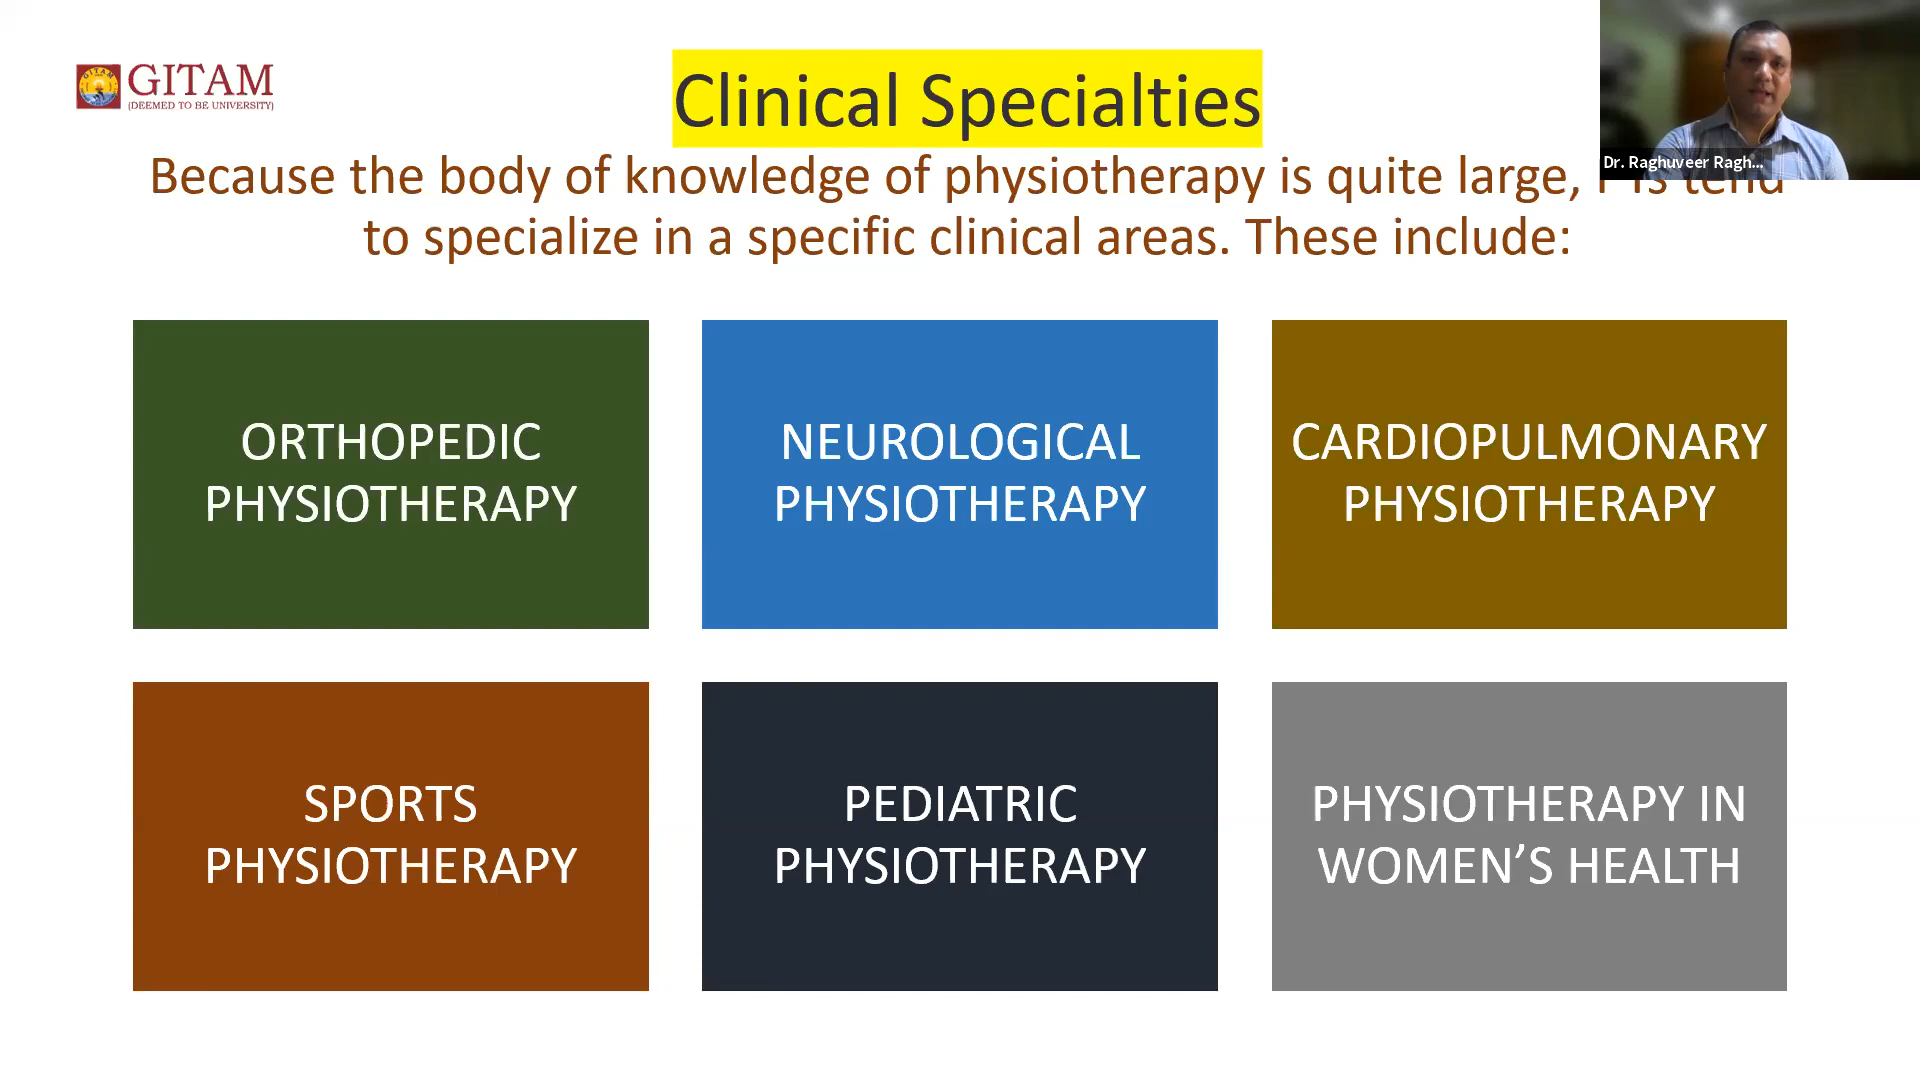 GITAM
(DEEMED TO BE UNIVERSITY)
Clinical Specialties
Dr. Raghuveer Ragh...
Because the body of knowledge of physiotherapy is quite large, tend
to specialize in a specific clinical areas. These include:
ORTHOPEDIC
PHYSIOTHERAPY
NEUROLOGICAL
PHYSIOTHERAPY
CARDIOPULMONARY
PHYSIOTHERAPY
SPORTS
PHYSIOTHERAPY
PEDIATRIC
PHYSIOTHERAPY
PHYSIOTHERAPY IN
WOMEN’S HEALTH